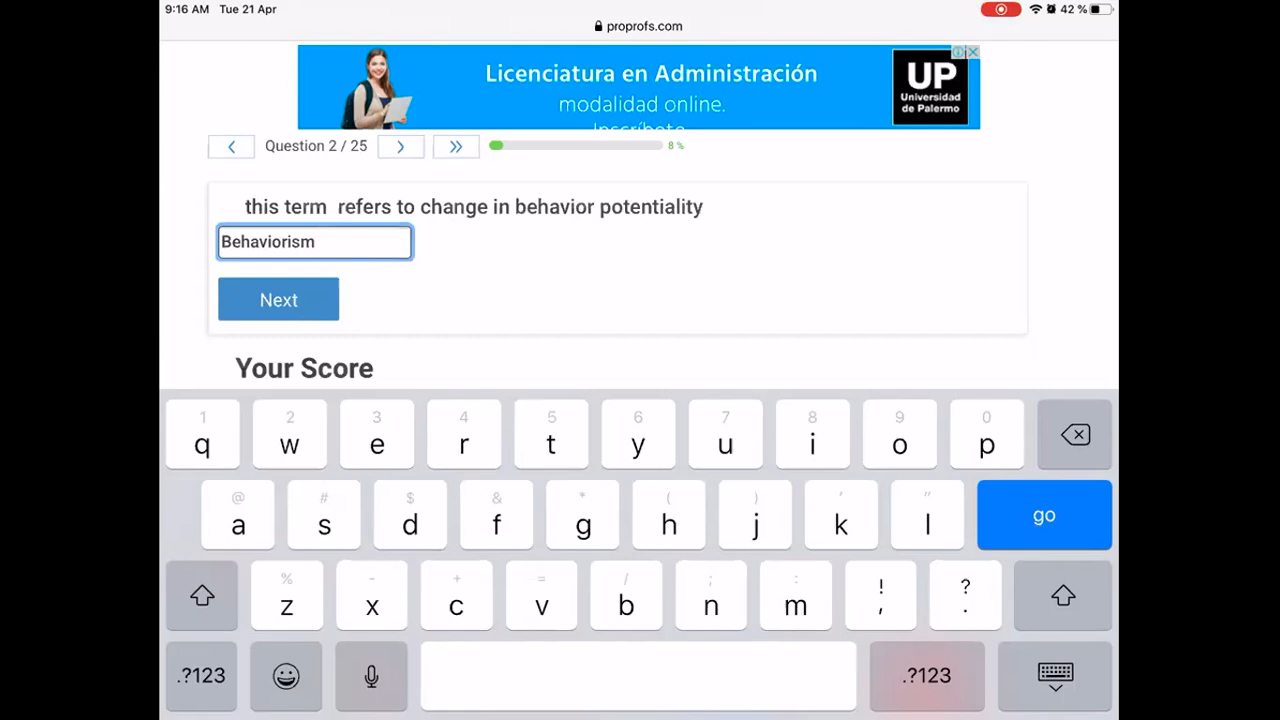 9:16 AM Tue 21 Apr
42 %
proprofs.com
Licenciatura en Administración
modalidad online.
Inscríbete
UP
Universidad
de Palermo
Question 2 / 25
8 %
this term refers to change in behavior potentiality
Behaviorism
Next
Your Score
1 2 3 4 5 6 7 8 9 0
q w e r t y u i o p
@ # $ & * ( ) ' "
a s d f g h j k l go
% - + = / ; : ! ?
z x c v b n m , .
.?123 .?123